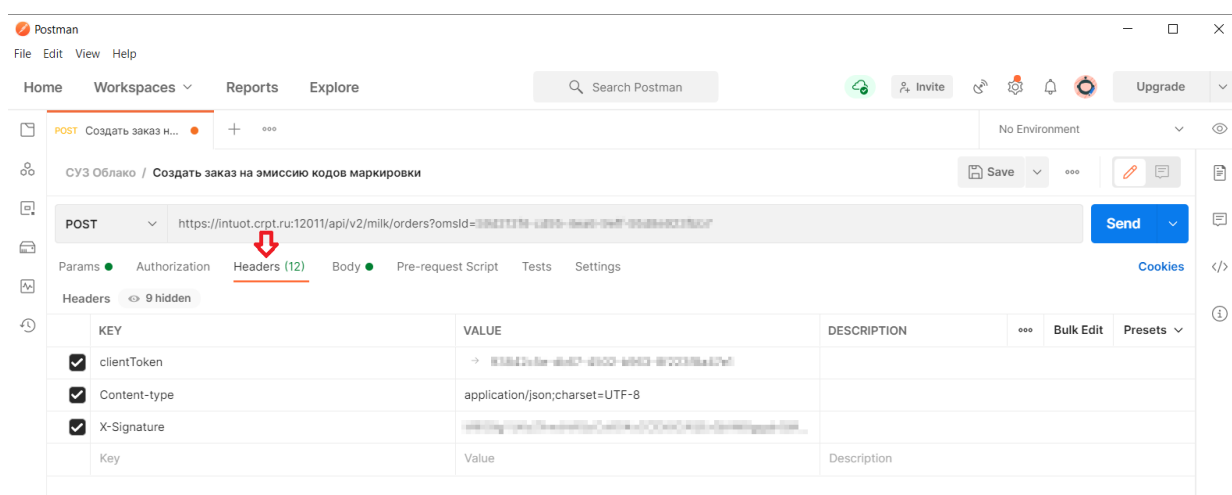 Postman
File Edit View Help
Home Workspaces Reports Explore Search Postman Invite Upgrade
POST Создать заказ н... No Environment
СУЗ Облако / Создать заказ на эмиссию кодов маркировки Save
POST https://intuot.crpt.ru:12011/api/v2/milk/orders?omsId= Send
Params Authorization Headers (12) Body Pre-request Script Tests Settings Cookies
Headers 9 hidden
KEY VALUE DESCRIPTION Bulk Edit Presets
clientToken
Content-type application/json;charset=UTF-8
X-Signature
Key Value Description